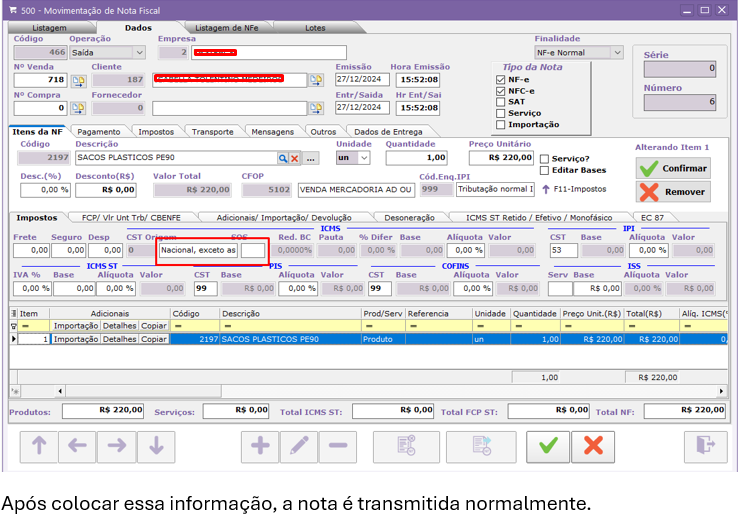 500 - Movimentação de Nota Fiscal
Listagem Dados Listagem de NFe Lotes
Código Operação Empresa Finalidade
466 Saída 2 NF-e Normal
Série
0
Número
6
Nº Venda Cliente Emissão Hora Emissão
718 187 27/12/2024 15:52:08
Nº Compra Fornecedor Entr/Saida Hr Ent/Sai
0 0 27/12/2024 15:52:08
Tipo da Nota
NF-e
NFC-e
SAT
Serviço
Importação
Itens da NF Pagamento Impostos Transporte Mensagens Outros Dados de Entrega
Código Descrição Unidade Quantidade Preço Unitário
2197 SACOS PLASTICOS PE90 ... un 1,00 R$ 220,00
Serviço?
Editar Bases
Alterando Item 1
Confirmar
Remover
Desc.(%) Desconto(R$) Valor Total CFOP Cód.Enq.IPI
0,00 % R$ 0,00 R$ 220,00 5102 VENDA MERCADORIA AD OU 999 Tributação normal I F11-Impostos
Impostos FCP/ Vlr Unt Trb/ CBENFE Adicionais/ Importação/ Devolução Desoneração ICMS ST Retido / Efetivo / Monofásico EC 87
ICMS IPI
Frete Seguro Desp CST Origem Red. BC Pauta % Difer Base Alíquota Valor CST Base Alíquota Valor
0,00 0,00 0,00 0 Nacional, exceto as 0,0000% 0,00 0,00 % 0,00 0,00 % 0,00 53 0,00 0,00 % 0,00
ICMS ST PIS COFINS ISS
IVA % Base Alíquota Valor CST Base Alíquota Valor CST Base Alíquota Valor Serv Base Alíquota Valor
0,00 % 0,00 0,00 % 0,00 99 R$ 0,00 0,00 % R$ 0,00 99 R$ 0,00 0,00 % R$ 0,00 R$ 0,00 0,00 % R$ 0,00
Item Adicionais Código Descrição Prod/Serv Referencia Unidade Quantidade Preço Unit.(R$) Total(R$) Alíq. ICMS(%
= Importação Detalhes Copiar = = = = = = = = =
1 Importação Detalhes Copiar 2197 SACOS PLASTICOS PE90 Produto un 1,00 R$ 220,00 R$ 220,00 0,
1,00 R$ 220,00
Produtos: R$ 220,00 Serviços: R$ 0,00 Total ICMS ST: R$ 0,00 Total FCP ST: R$ 0,00 Total NF: R$ 220,00
Após colocar essa informação, a nota é transmitida normalmente.